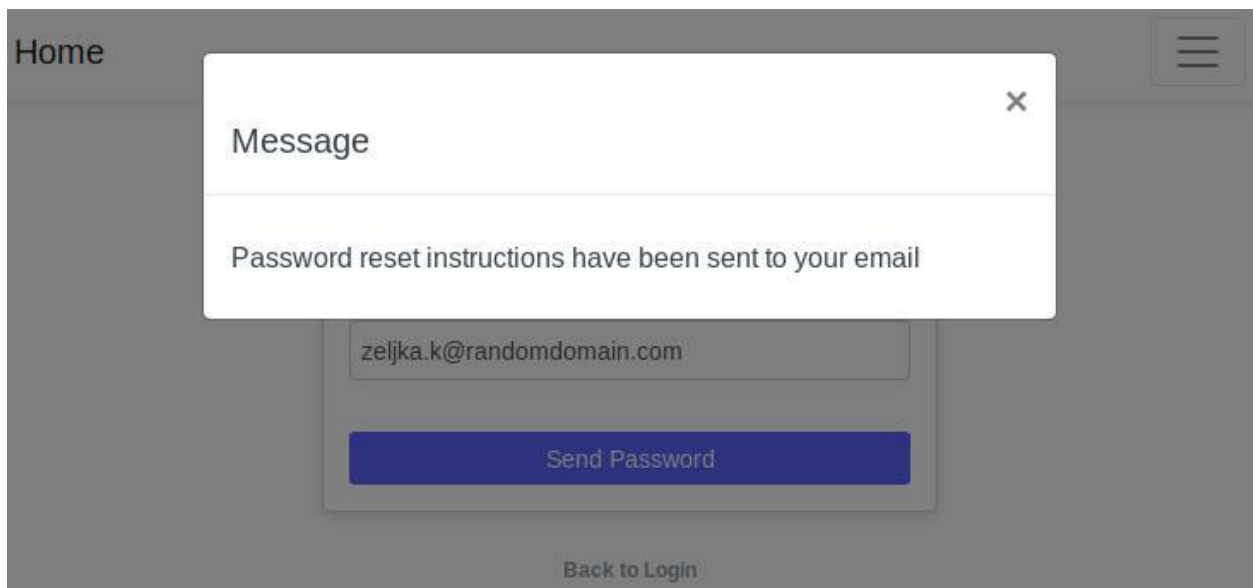 Home
×
Message
Password reset instructions have been sent to your email
zeljka.k@randomdomain.com
Send Password
Back to Login